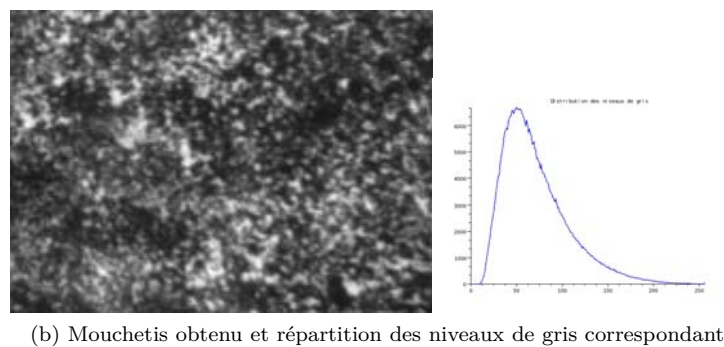 Distribution des niveaux de gris
6000
5000
4000
3000
2000
1000
0
0 50 100 150 200 250
(b) Mouchetis obtenu et répartition des niveaux de gris correspondant